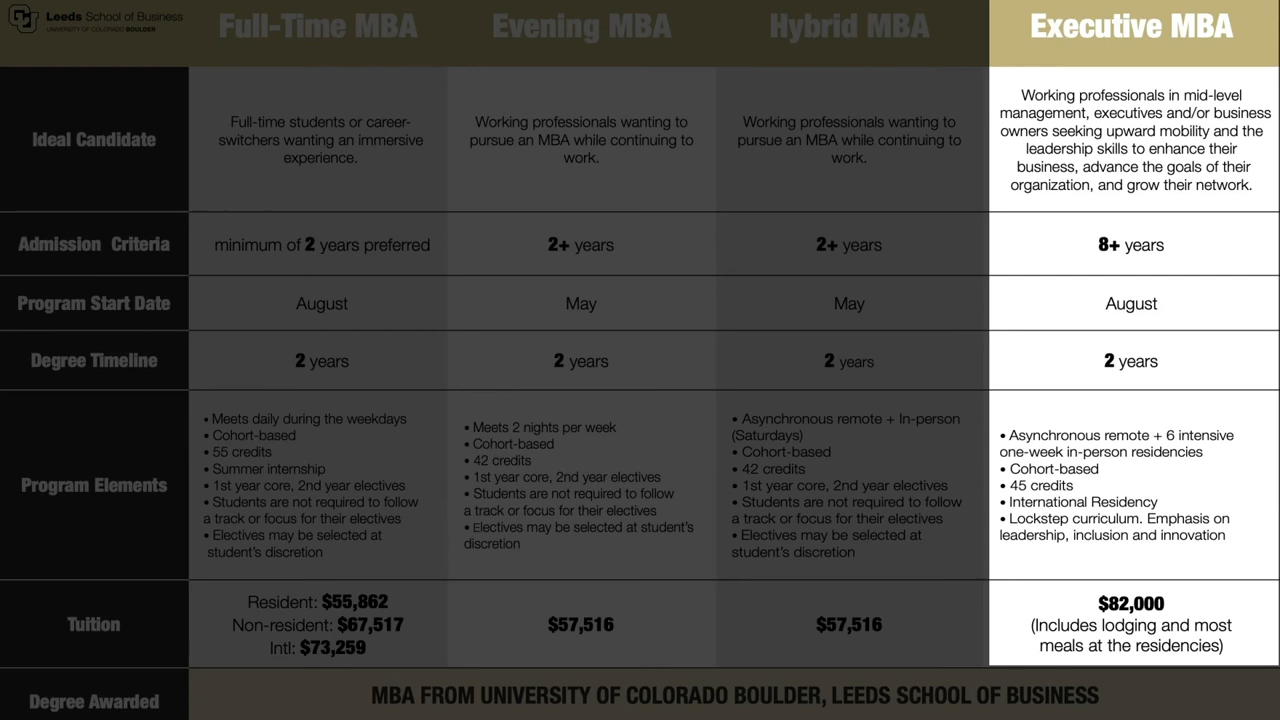 Leeds School of Business
UNIVERSITY OF COLORADO BOULDER
Full-Time MBA
Evening MBA
Hybrid MBA
Executive MBA
Ideal Candidate
Full-time students or career-
switchers wanting an immersive
experience.
Working professionals wanting to
pursue an MBA while continuing to
work.
Working professionals wanting to
pursue an MBA while continuing to
work.
Working professionals in mid-level
management, executives and/or business
owners seeking upward mobility and the
leadership skills to enhance their
business, advance the goals of their
organization, and grow their network.
Admission Criteria
minimum of 2 years preferred
2+ years
2+ years
8+ years
Program Start Date
August
May
May
August
Degree Timeline
2 years
2 years
2 years
2 years
Program Elements
• Meets daily during the weekdays
• Cohort-based
• 55 credits
• Summer internship
• 1st year core, 2nd year electives
• Students are not required to follow
a track or focus for their electives
• Electives may be selected at
student's discretion
• Meets 2 nights per week
• Cohort-based
• 42 credits
• 1st year core, 2nd year electives
• Students are not required to follow
a track or focus for their electives
• Electives may be selected at student's
discretion
• Asynchronous remote + In-person
(Saturdays)
• Cohort-based
• 42 credits
• 1st year core, 2nd year electives
• Students are not required to follow
a track or focus for their electives
• Electives may be selected at
student's discretion
• Asynchronous remote + 6 intensive
one-week in-person residencies
• Cohort-based
• 45 credits
• International Residency
• Lockstep curriculum. Emphasis on
leadership, inclusion and innovation
Tuition
Resident: $55,862
Non-resident: $67,517
Intl: $73,259
$57,516
$57,516
$82,000
(Includes lodging and most
meals at the residencies)
Degree Awarded
MBA FROM UNIVERSITY OF COLORADO BOULDER, LEEDS SCHOOL OF BUSINESS